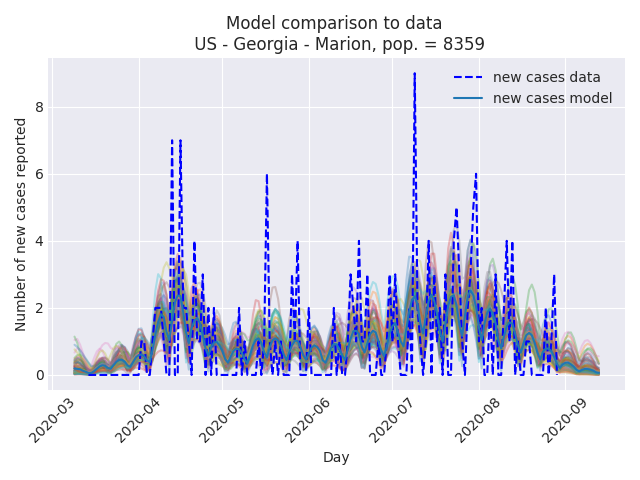 Model comparison to data
US - Georgia - Marion, pop. = 8359
new cases data
new cases model
Number of new cases reported
8
6
4
2
0
2020-03
2020-04
2020-05
2020-06
2020-07
2020-08
2020-09
Day